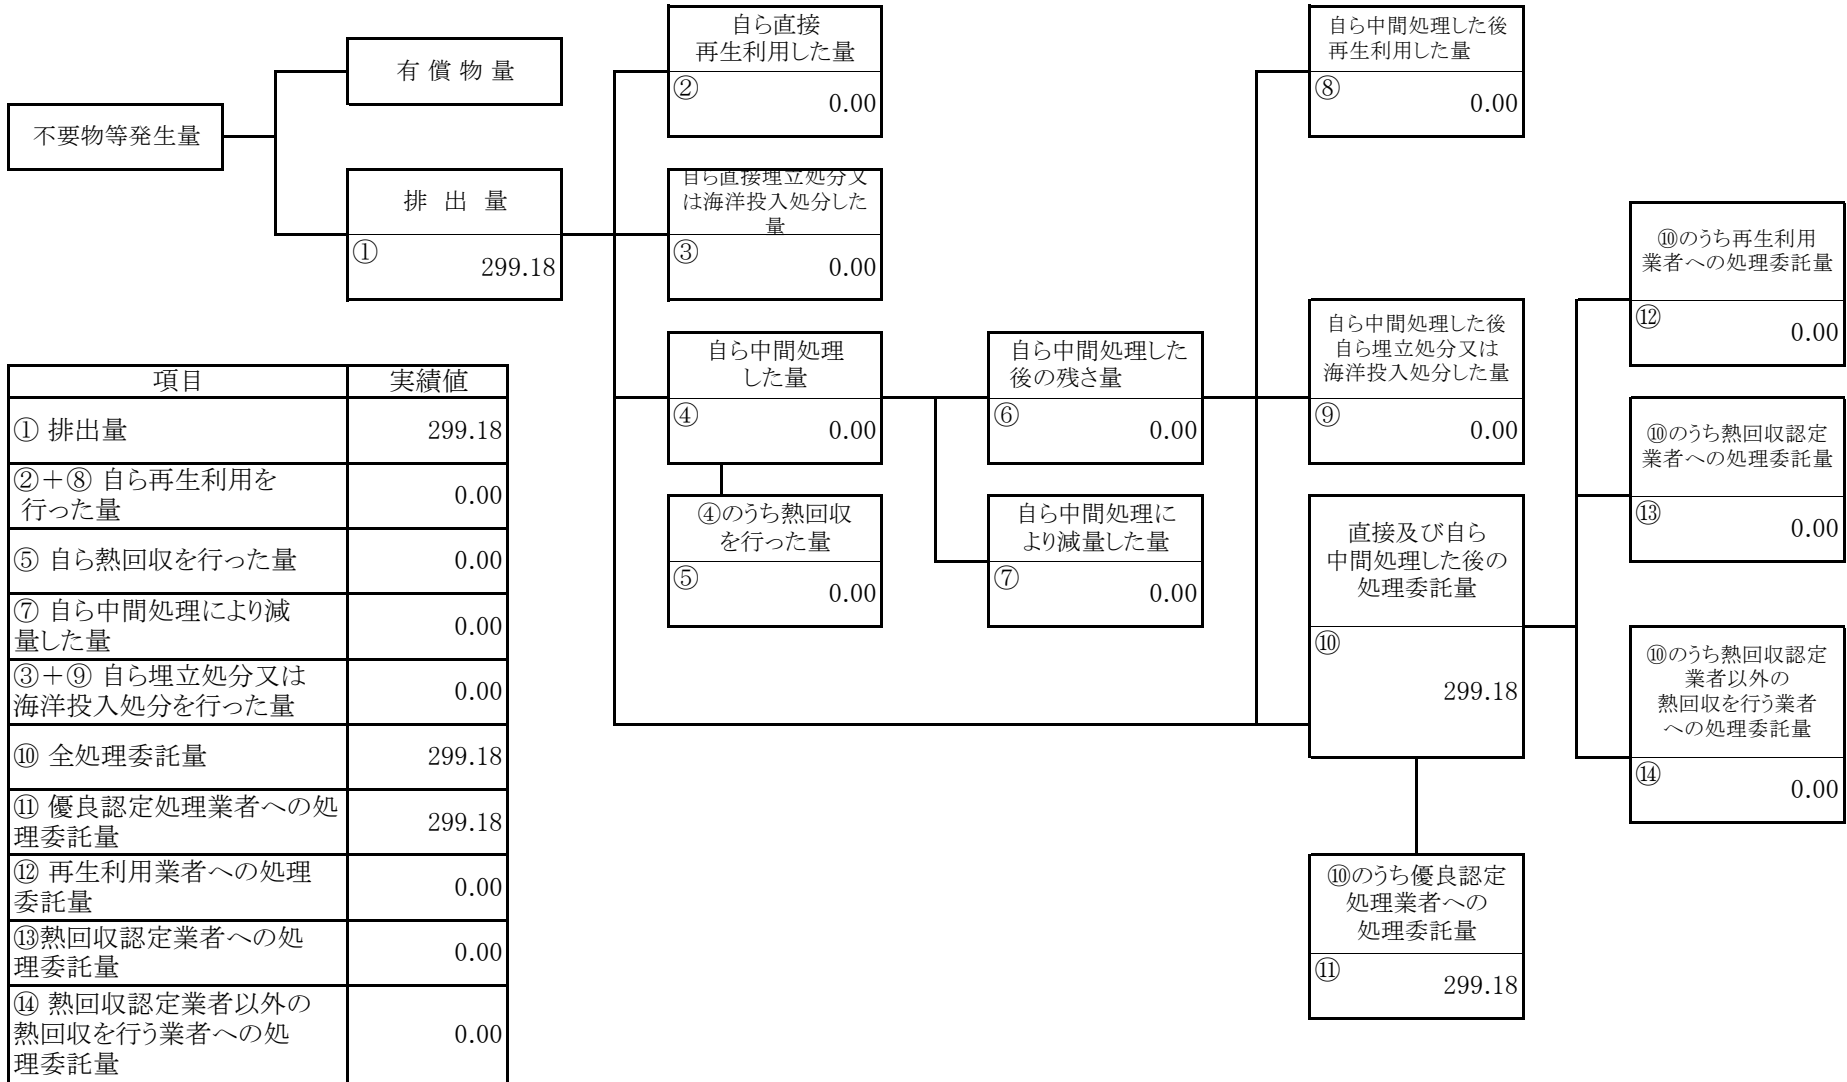 不要物等発生量
有 償 物 量
排 出 量
①
299.18
自ら直接
再生利用した量
②
0.00
自ら直接埋立処分又
は海洋投入処分した
量
③
0.00
自ら中間処理
した量
④
0.00
④のうち熱回収
を行った量
⑤
0.00
自ら中間処理した
後の残さ量
⑥
0.00
自ら中間処理に
より減量した量
⑦
0.00
自ら中間処理した後
再生利用した量
⑧
0.00
自ら中間処理した後
自ら埋立処分又は
海洋投入処分した量
⑨
0.00
直接及び自ら
中間処理した後の
処理委託量
⑩
299.18
⑩のうち優良認定
処理業者への
処理委託量
⑪
299.18
⑩のうち再生利用
業者への処理委託量
⑫
0.00
⑩のうち熱回収認定
業者への処理委託量
⑬
0.00
⑩のうち熱回収認定
業者以外の
熱回収を行う業者
への処理委託量
⑭
0.00
項目 実績値
① 排出量 299.18
②＋⑧ 自ら再生利用を
行った量 0.00
⑤ 自ら熱回収を行った量 0.00
⑦ 自ら中間処理により減
量した量 0.00
③＋⑨ 自ら埋立処分又は
海洋投入処分を行った量 0.00
⑩ 全処理委託量 299.18
⑪ 優良認定処理業者への処
理委託量 299.18
⑫ 再生利用業者への処理
委託量 0.00
⑬熱回収認定業者への処
理委託量 0.00
⑭ 熱回収認定業者以外の
熱回収を行う業者への処
理委託量 0.00